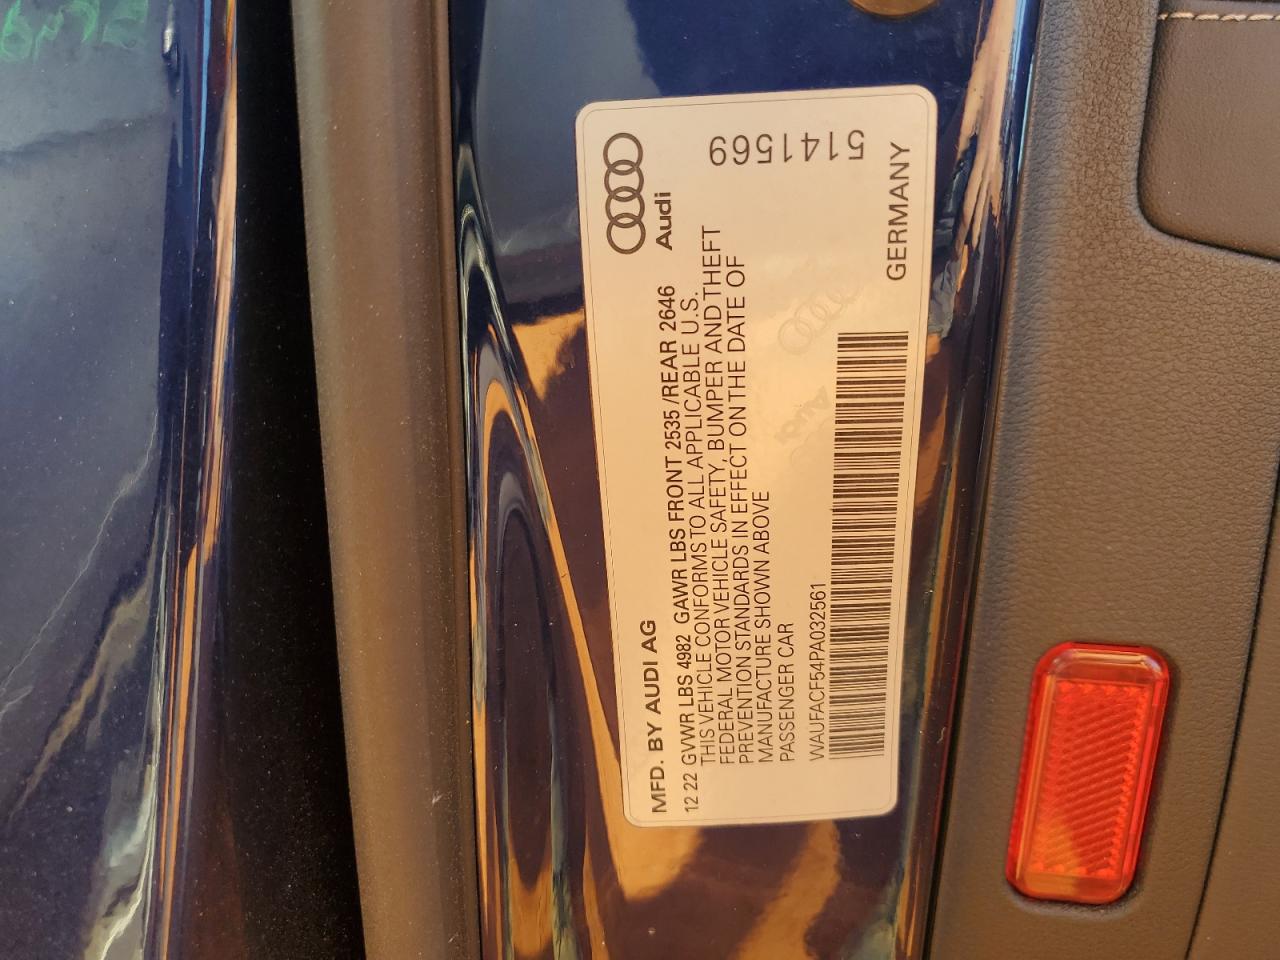 MFD. BY AUDI AG
Audi
12 22 GVWR LBS 4982 GAWR LBS FRONT 2535 /REAR 2646
THIS VEHICLE CONFORMS TO ALL APPLICABLE U.S.
FEDERAL MOTOR VEHICLE SAFETY, BUMPER AND THEFT
PREVENTION STANDARDS IN EFFECT ON THE DATE OF
MANUFACTURE SHOWN ABOVE
PASSENGER CAR
WAUFACF54PA032561
GERMANY
5141569